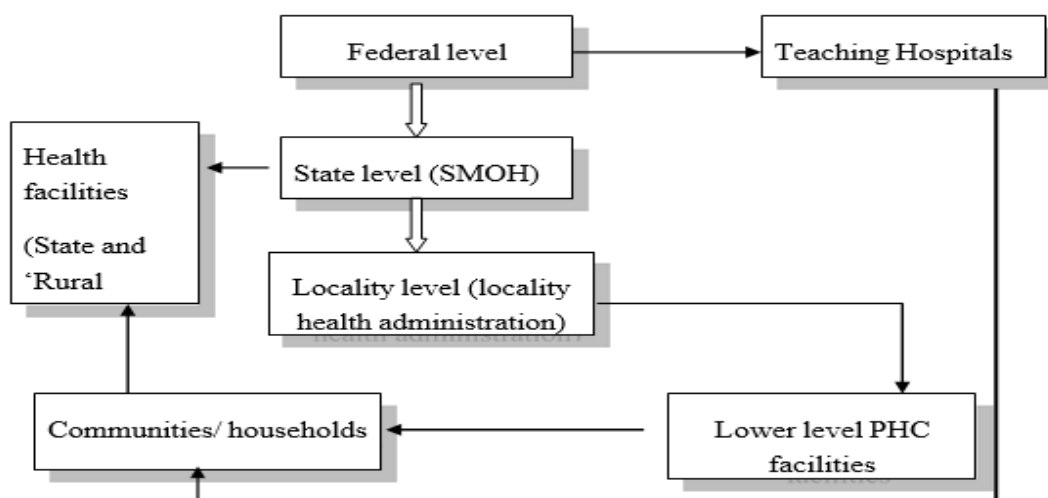 Federal level
Teaching Hospitals
Health
facilities
(State and
‘Rural
State level (SMOH)
Locality level (locality
health administration)
Communities/ households
Lower level PHC
facilities